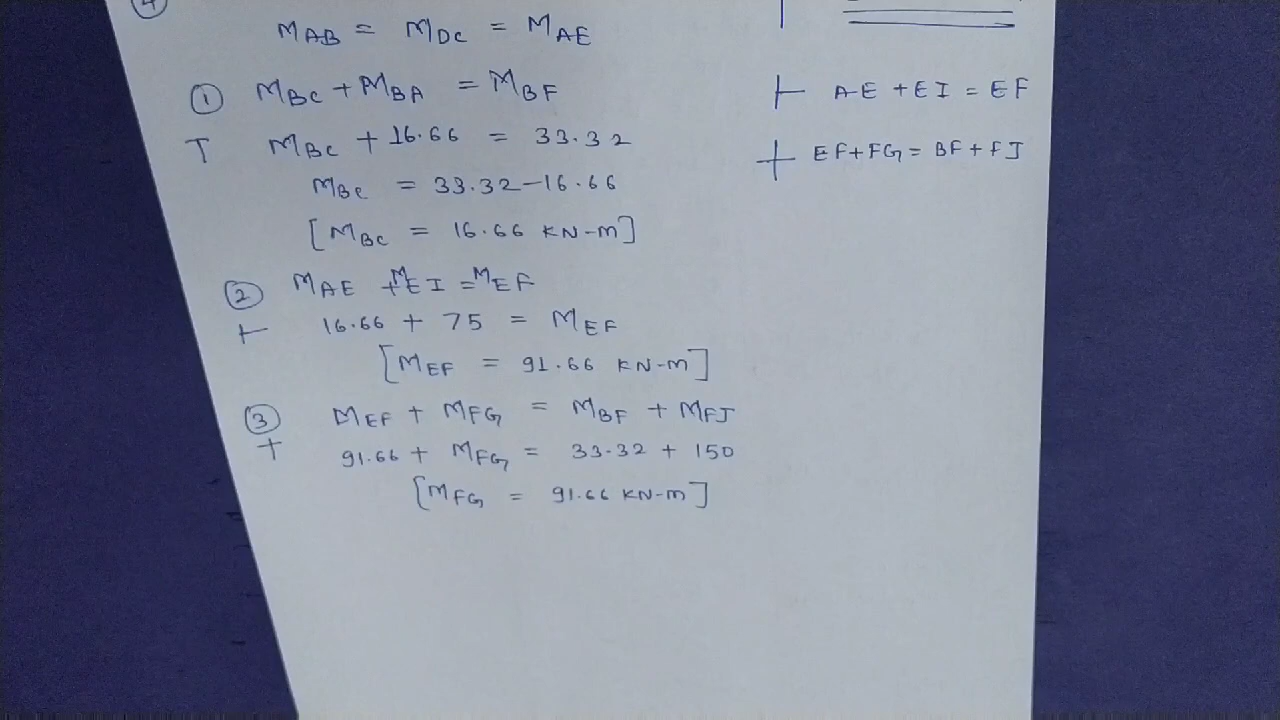 4
MAB = MDC = MAE
① MBC + MBA = MBF
T MBC + 16.66 = 33.32
MBC = 33.32-16.66
[MBC = 16.66 KN-m]
② MAE + MEI = MEF
⊢ 16.66 + 75 = MEF
[MEF = 91.66 KN-m]
③ MEF + MFG = MBF + MFJ
+ 91.66 + MFG = 33.32 + 150
[MFG = 91.66 KN-m]
⊢ AE + EI = EF
+ EF+FG = BF + FJ